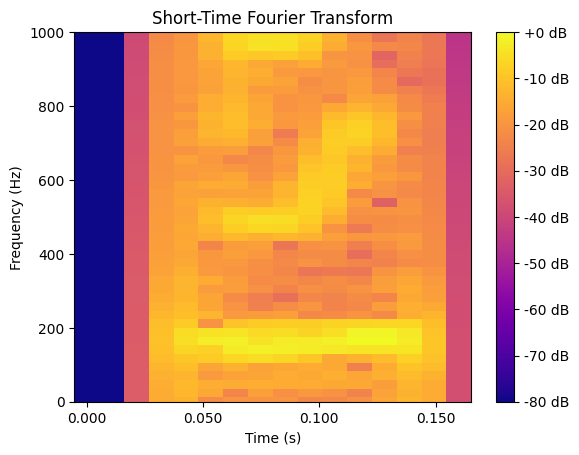 Short-Time Fourier Transform
1000
800
600
400
200
0
Frequency (Hz)
0.000
0.050
0.100
0.150
Time (s)
+0 dB
-10 dB
-20 dB
-30 dB
-40 dB
-50 dB
-60 dB
-70 dB
-80 dB